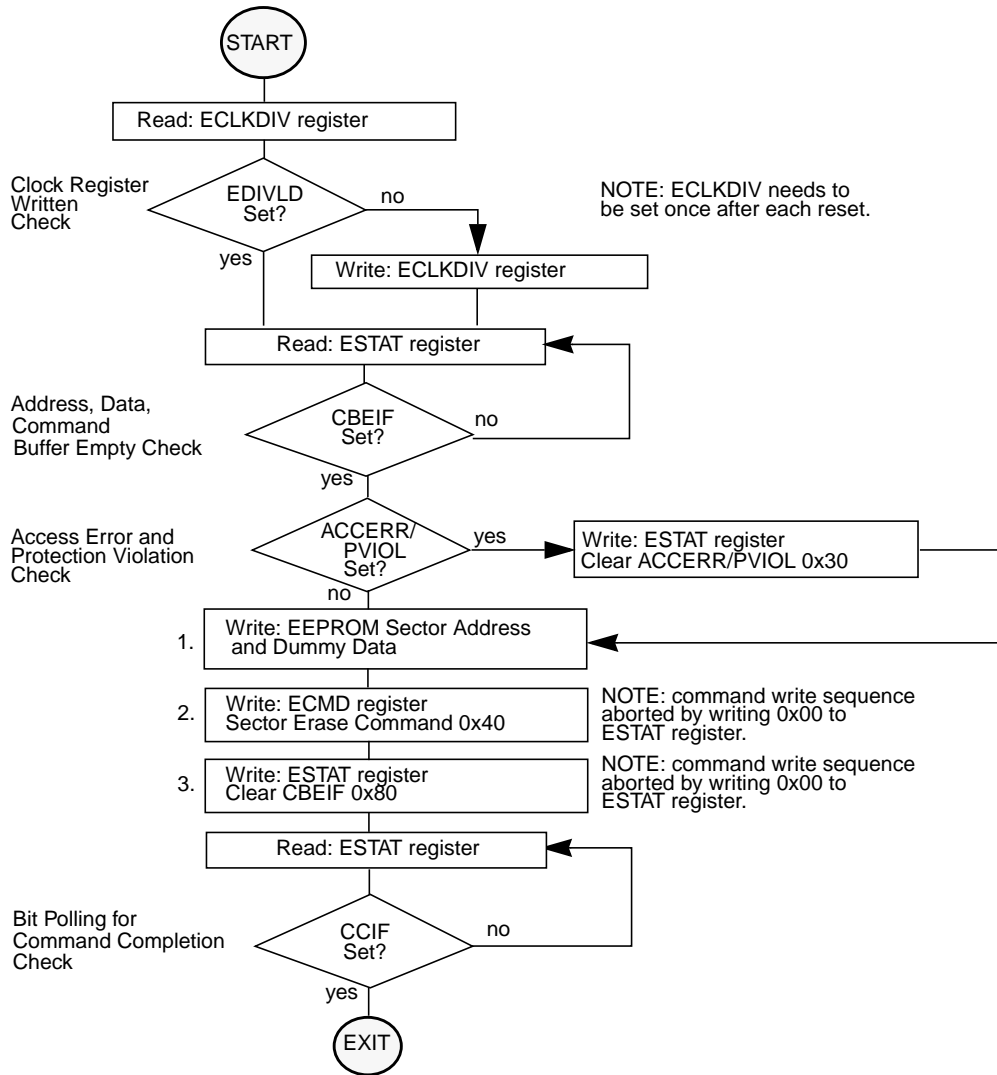 START
Read: ECLKDIV register
Clock Register
Written
Check
EDIVLD
Set?
no
yes
NOTE: ECLKDIV needs to
be set once after each reset.
Write: ECLKDIV register
Read: ESTAT register
Address, Data,
Command
Buffer Empty Check
CBEIF
Set?
no
yes
Access Error and
Protection Violation
Check
ACCERR/
PVIOL
Set?
yes
no
Write: ESTAT register
Clear ACCERR/PVIOL 0x30
1.
Write: EEPROM Sector Address
and Dummy Data
2.
Write: ECMD register
Sector Erase Command 0x40
NOTE: command write sequence
aborted by writing 0x00 to
ESTAT register.
3.
Write: ESTAT register
Clear CBEIF 0x80
NOTE: command write sequence
aborted by writing 0x00 to
ESTAT register.
Read: ESTAT register
Bit Polling for
Command Completion
Check
CCIF
Set?
no
yes
EXIT